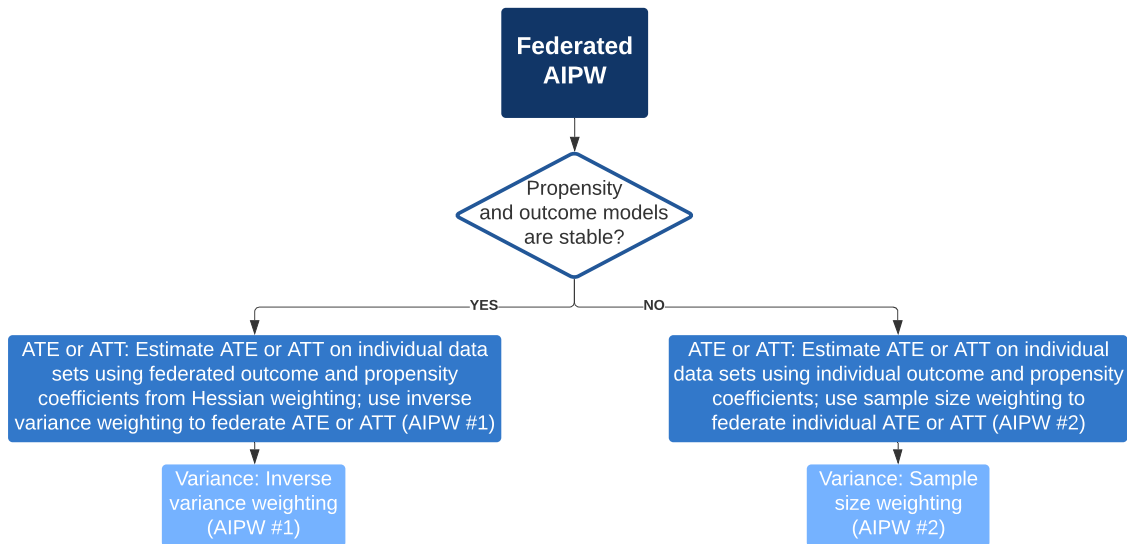 Federated
AIPW
Propensity
and outcome models
are stable?
YES
NO
ATE or ATT: Estimate ATE or ATT on individual data
sets using federated outcome and propensity
coefficients from Hessian weighting; use inverse
variance weighting to federate ATE or ATT (AIPW #1)
ATE or ATT: Estimate ATE or ATT on individual
data sets using individual outcome and propensity
coefficients; use sample size weighting to
federate individual ATE or ATT (AIPW #2)
Variance: Inverse
variance weighting
(AIPW #1)
Variance: Sample
size weighting
(AIPW #2)